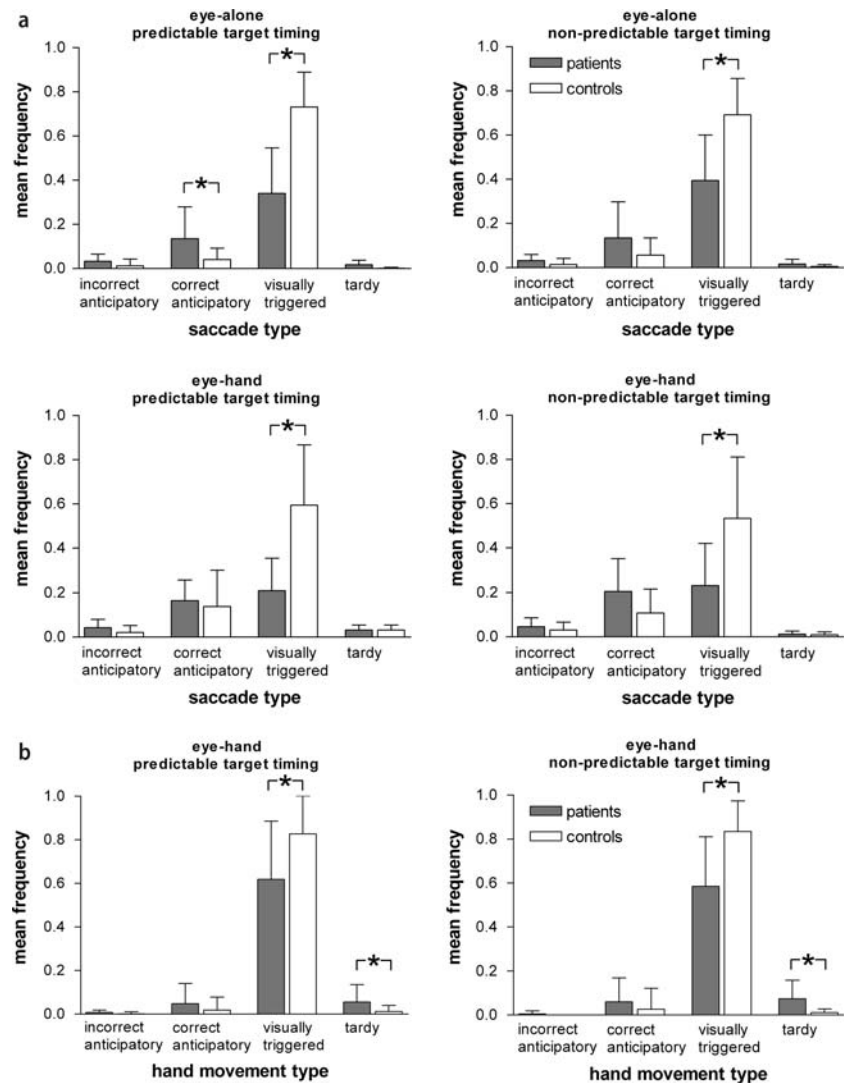 a
eye-alone
predictable target timing
mean frequency
1.0
0.8
0.6
0.4
0.2
0.0
*
*
incorrect
anticipatory
correct
anticipatory
visually
triggered
tardy
saccade type
eye-alone
non-predictable target timing
mean frequency
1.0
0.8
0.6
0.4
0.2
0.0
patients
controls
*
incorrect
anticipatory
correct
anticipatory
visually
triggered
tardy
saccade type
eye-hand
predictable target timing
mean frequency
1.0
0.8
0.6
0.4
0.2
0.0
*
incorrect
anticipatory
correct
anticipatory
visually
triggered
tardy
saccade type
eye-hand
non-predictable target timing
mean frequency
1.0
0.8
0.6
0.4
0.2
0.0
*
incorrect
anticipatory
correct
anticipatory
visually
triggered
tardy
saccade type
b
eye-hand
predictable target timing
mean frequency
1.0
0.8
0.6
0.4
0.2
0.0
*
*
incorrect
anticipatory
correct
anticipatory
visually
triggered
tardy
hand movement type
eye-hand
non-predictable target timing
mean frequency
1.0
0.8
0.6
0.4
0.2
0.0
patients
controls
*
*
incorrect
anticipatory
correct
anticipatory
visually
triggered
tardy
hand movement type